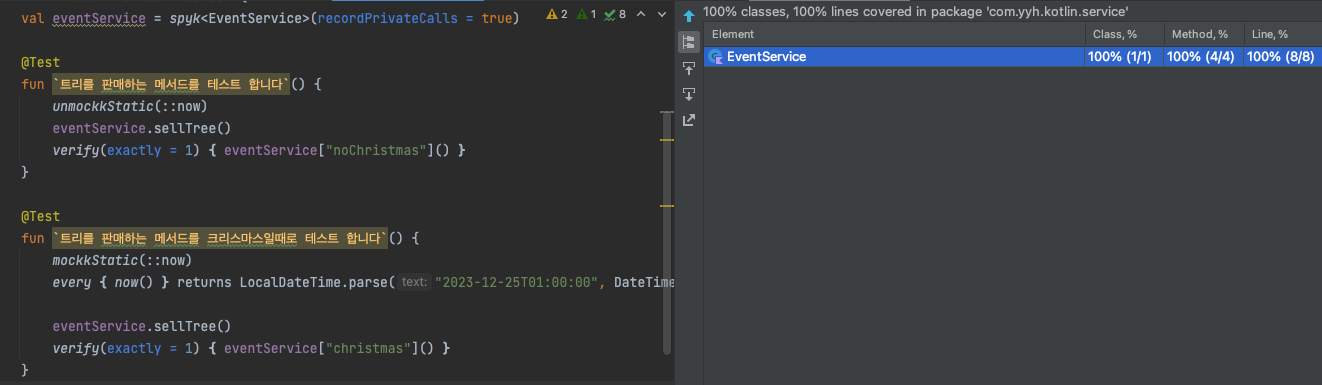 val eventService = spyk<EventService>(recordPrivateCalls = true)
2 1 8
@Test
fun `트리를 판매하는 메서드를 테스트 합니다`() {
unmockkStatic(::now)
eventService.sellTree()
verify(exactly = 1) { eventService["noChristmas"]() }
}
@Test
fun `트리를 판매하는 메서드를 크리스마스일때로 테스트 합니다`() {
mockkStatic(::now)
every { now() } returns LocalDateTime.parse( text: "2023-12-25T01:00:00", DateTime
eventService.sellTree()
verify(exactly = 1) { eventService["christmas"]() }
}
100% classes, 100% lines covered in package 'com.yyh.kotlin.service'
Element Class, % Method, % Line, %
EventService 100% (1/1) 100% (4/4) 100% (8/8)